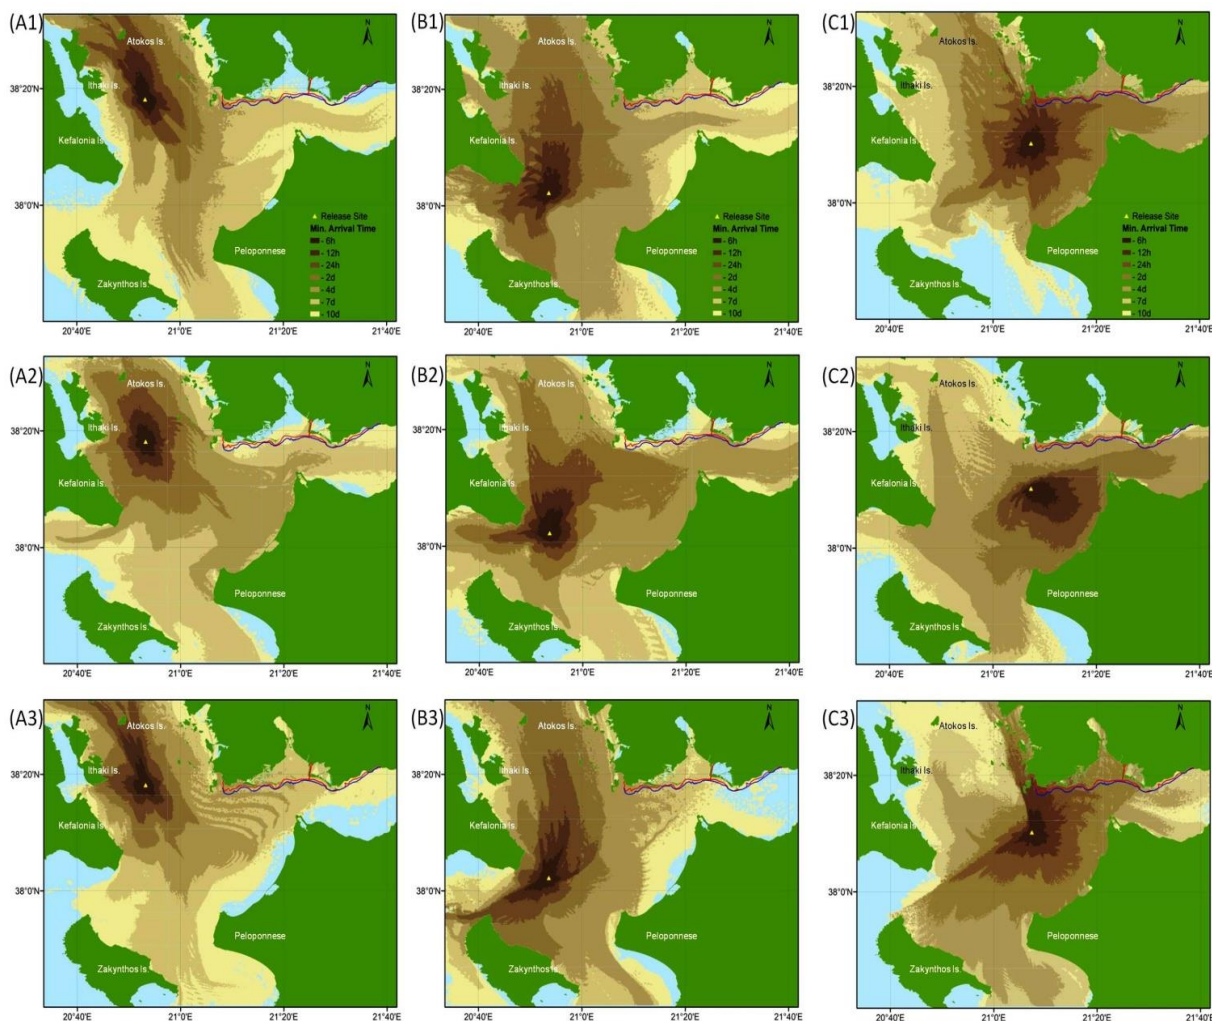 (A1)
N
Atokos Is.
Ithaki Is.
38°20'N
Kefalonia Is.
38°0'N
Release Site
Min. Arrival Time
- 6h
- 12h
- 24h
- 2d
- 4d
- 7d
- 10d
Peloponnese
Zakynthos Is.
20°40'E 21°0'E 21°20'E 21°40'E
(B1)
N
Atokos Is.
Ithaki Is.
38°20'N
Kefalonia Is.
38°0'N
Release Site
Min. Arrival Time
- 6h
- 12h
- 24h
- 2d
- 4d
- 7d
- 10d
Peloponnese
Zakynthos Is.
20°40'E 21°0'E 21°20'E 21°40'E
(C1)
N
Atokos Is.
Ithaki Is.
38°20'N
Kefalonia Is.
38°0'N
Release Site
Min. Arrival Time
- 6h
- 12h
- 24h
- 2d
- 4d
- 7d
- 10d
Peloponnese
Zakynthos Is.
20°40'E 21°0'E 21°20'E 21°40'E
(A2)
N
Atokos Is.
Ithaki Is.
38°20'N
Kefalonia Is.
38°0'N
Peloponnese
Zakynthos Is.
20°40'E 21°0'E 21°20'E 21°40'E
(B2)
N
Atokos Is.
Ithaki Is.
38°20'N
Kefalonia Is.
38°0'N
Peloponnese
Zakynthos Is.
20°40'E 21°0'E 21°20'E 21°40'E
(C2)
N
Atokos Is.
Ithaki Is.
38°20'N
Kefalonia Is.
38°0'N
Peloponnese
Zakynthos Is.
20°40'E 21°0'E 21°20'E 21°40'E
(A3)
N
Atokos Is.
Ithaki Is.
38°20'N
Kefalonia Is.
38°0'N
Peloponnese
Zakynthos Is.
20°40'E 21°0'E 21°20'E 21°40'E
(B3)
N
Atokos Is.
Ithaki Is.
38°20'N
Kefalonia Is.
38°0'N
Peloponnese
Zakynthos Is.
20°40'E 21°0'E 21°20'E 21°40'E
(C3)
N
Atokos Is.
Ithaki Is.
38°20'N
Kefalonia Is.
38°0'N
Peloponnese
Zakynthos Is.
20°40'E 21°0'E 21°20'E 21°40'E